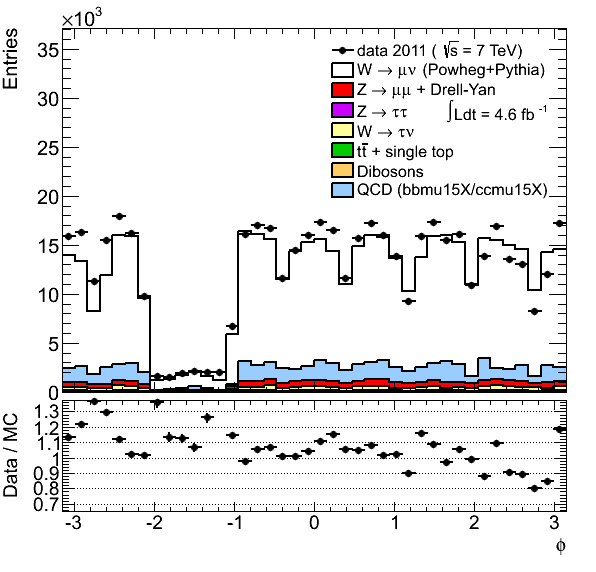 ×10³
Entries
35
30
25
20
15
10
5
0
data 2011 ( √s = 7 TeV)
W → μν (Powheg+Pythia)
Z → μμ + Drell-Yan
Z → ττ
∫Ldt = 4.6 fb⁻¹
W → τν
tt̅ + single top
Dibosons
QCD (bbmu15X/ccmu15X)
Data / MC
1.3
1.2
1.1
1
0.9
0.8
0.7
-3 -2 -1 0 1 2 3
ϕ